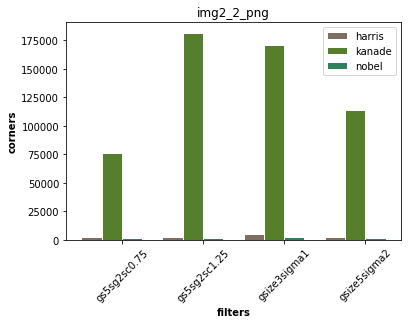 img2_2_png
harris
kanade
nobel
175000
150000
125000
100000
75000
50000
25000
0
corners
gs5sg2sc0.75
gs5sg2sc1.25
gsize3sigma1
gsize5sigma2
filters